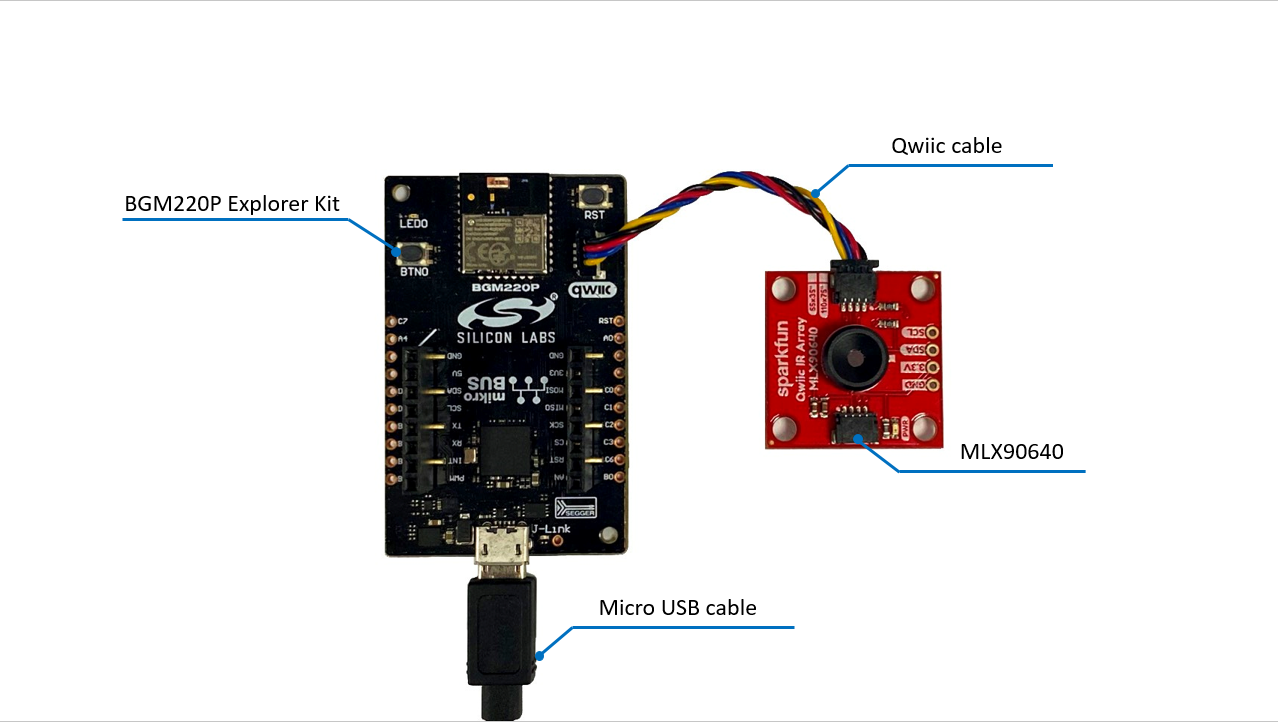 Qwiic cable
BGM220P Explorer Kit
LED0
BTN0
RST
BGM220P
qwiic
SILICON LABS
C7
A4
GND
5V
SDA
SCL
TX
RX
INT
PWM
mikro
BUS
RST
A0
GND
3V3
MOSI
C0
MISO
C1
SCK
C2
CS
C3
RST
C6
AN
B0
SEGGER
J-Link
sparkfun
Qwiic IR Array
MLX90640
SCL
SDA
3.3V
GND
PWR
MLX90640
Micro USB cable